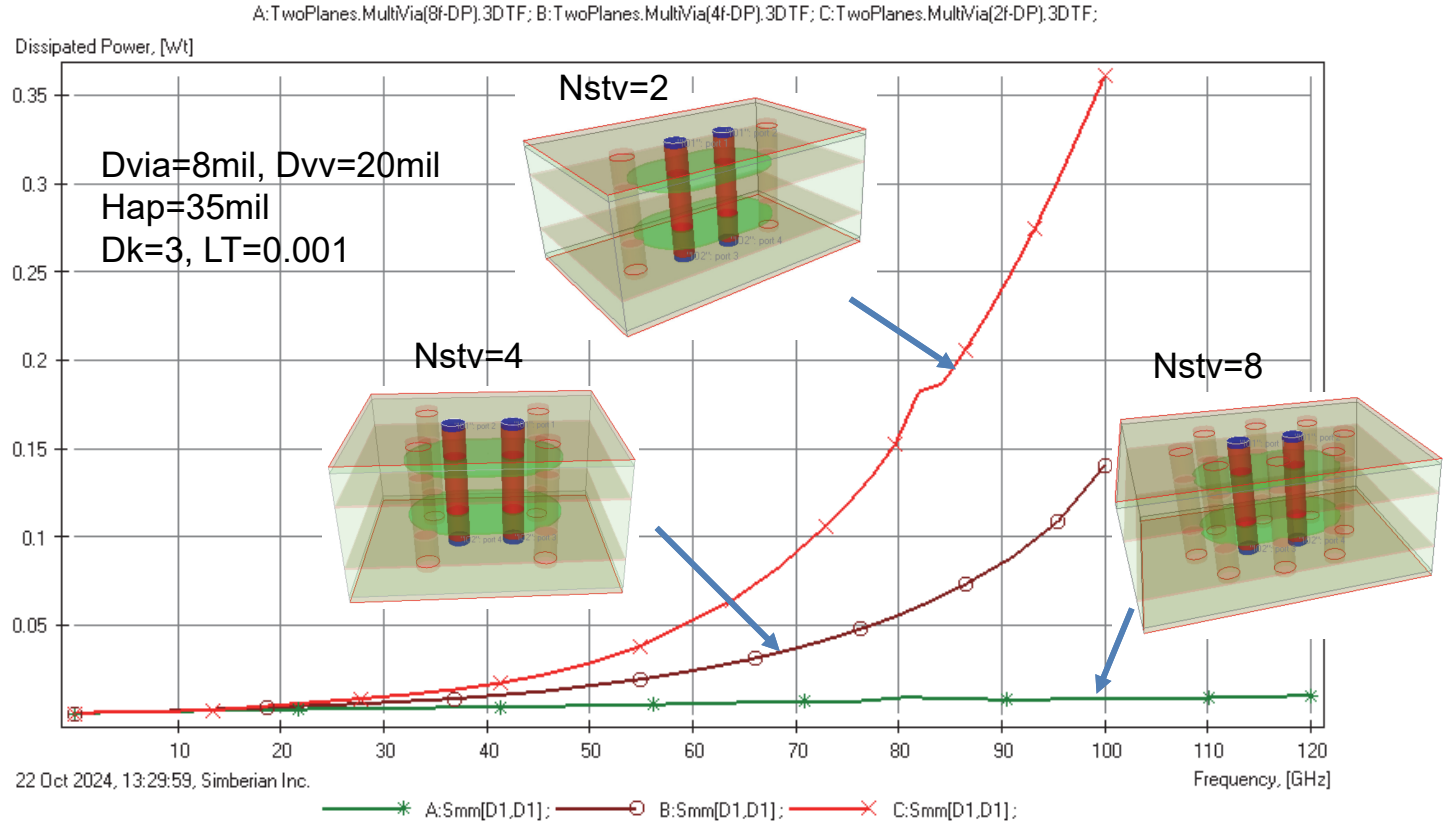 A:TwoPlanes.MultiVia(8f-DP).3DTF; B:TwoPlanes.MultiVia(4f-DP).3DTF; C:TwoPlanes.MultiVia(2f-DP).3DTF;
Dissipated Power, [Wt]
Nstv=2
Dvia=8mil, Dvv=20mil
Hap=35mil
Dk=3, LT=0.001
Nstv=4
Nstv=8
0.35
0.3
0.25
0.2
0.15
0.1
0.05
10 20 30 40 50 60 70 80 90 100 110 120
22 Oct 2024, 13:29:59, Simberian Inc.
Frequency, [GHz]
A:Smm[D1,D1]; B:Smm[D1,D1]; C:Smm[D1,D1];